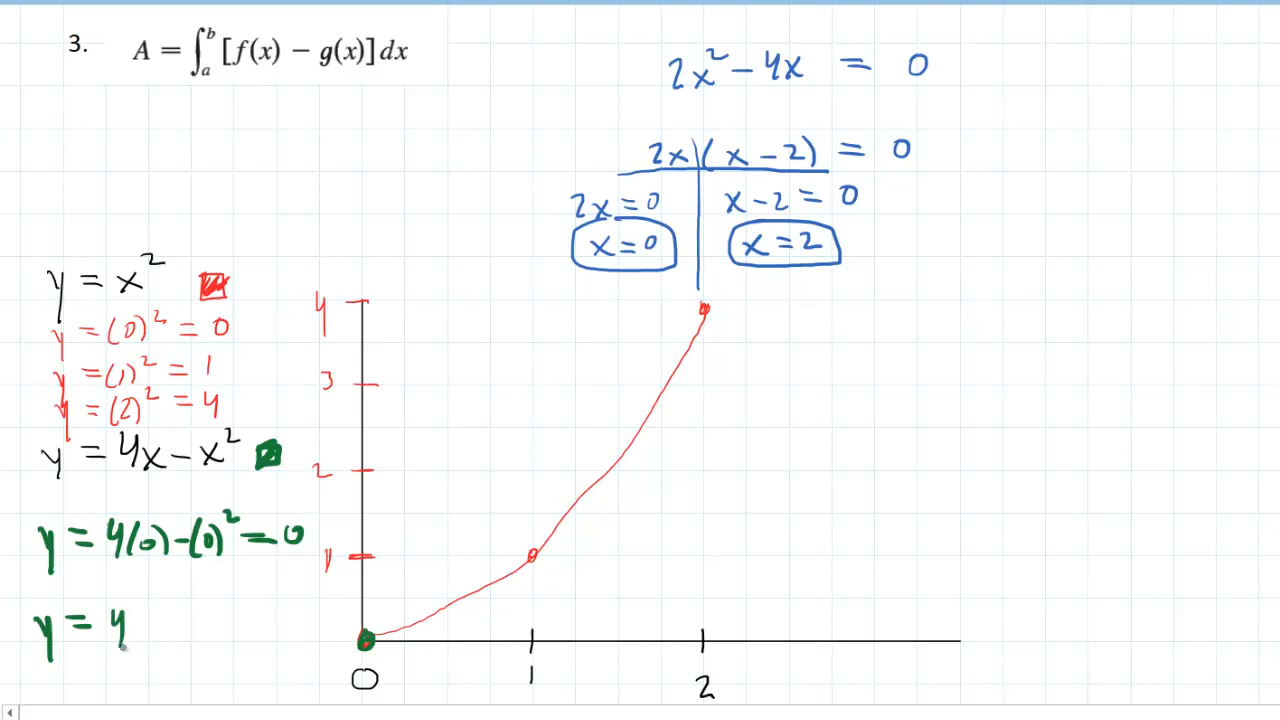 3. A = ∫_a^b [f(x) − g(x)] dx
2x² − 4x = 0
2x (x − 2) = 0
2x = 0
x − 2 = 0
x = 0
x = 2
y = x²
y = (0)² = 0
y = (1)² = 1
y = (2)² = 4
y = 4x − x²
y = 4(0) − (0)² = 0
y = 4
4
3
2
1
0
1
2